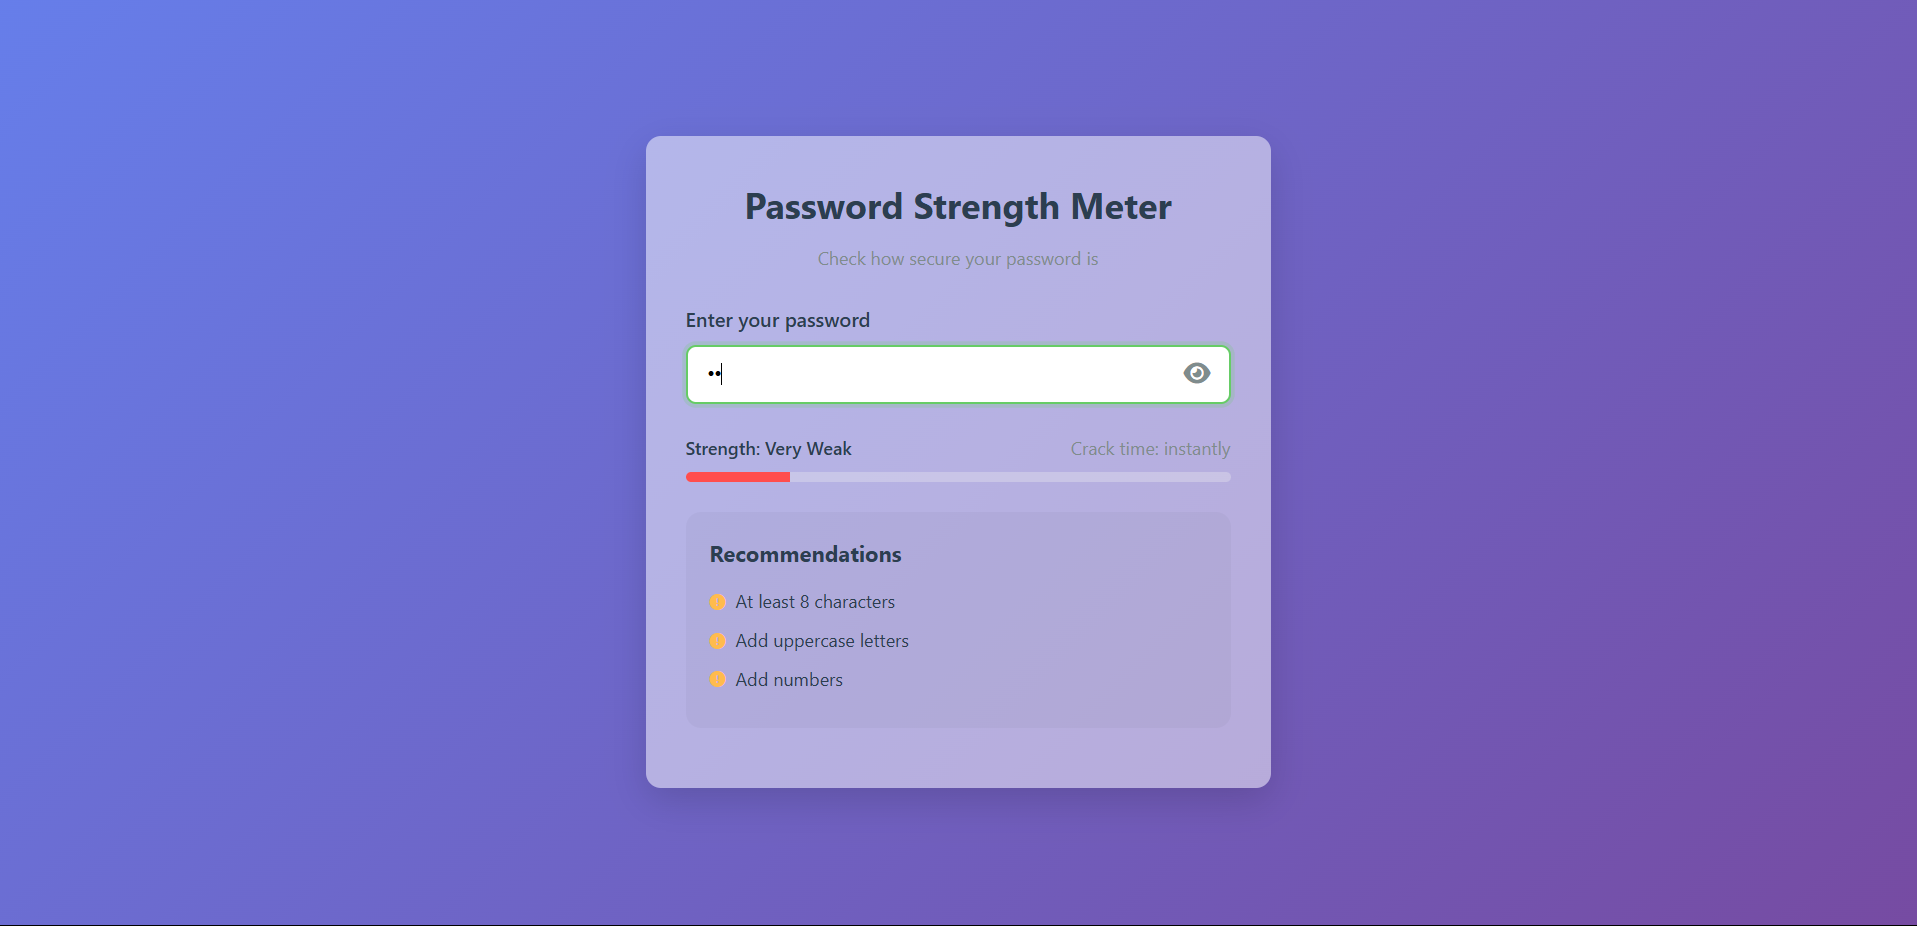 Password Strength Meter
Check how secure your password is
Enter your password
••
Strength: Very Weak Crack time: instantly
Recommendations
At least 8 characters
Add uppercase letters
Add numbers